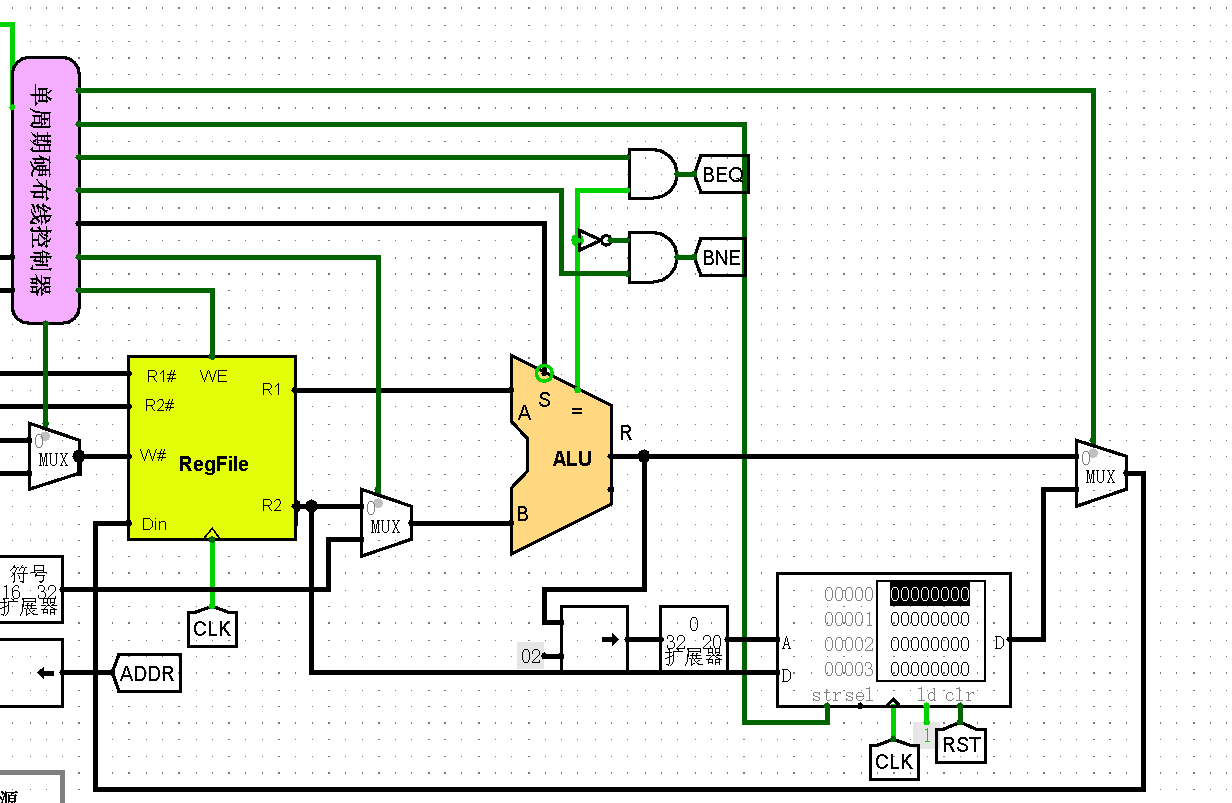 单周期硬布线控制器
BEQ
BNE
R1# WE
R1
R2#
W#
RegFile
R2
Din
0
MUX
A
S
=
R
ALU
B
0
MUX
0
MUX
符号
16 32
扩展器
CLK
ADDR
02
0
32 20
扩展器
A
D
00000 00000000
00001 00000000
00002 00000000
00003 00000000
D
str sel ld clr
1
RST
CLK
源